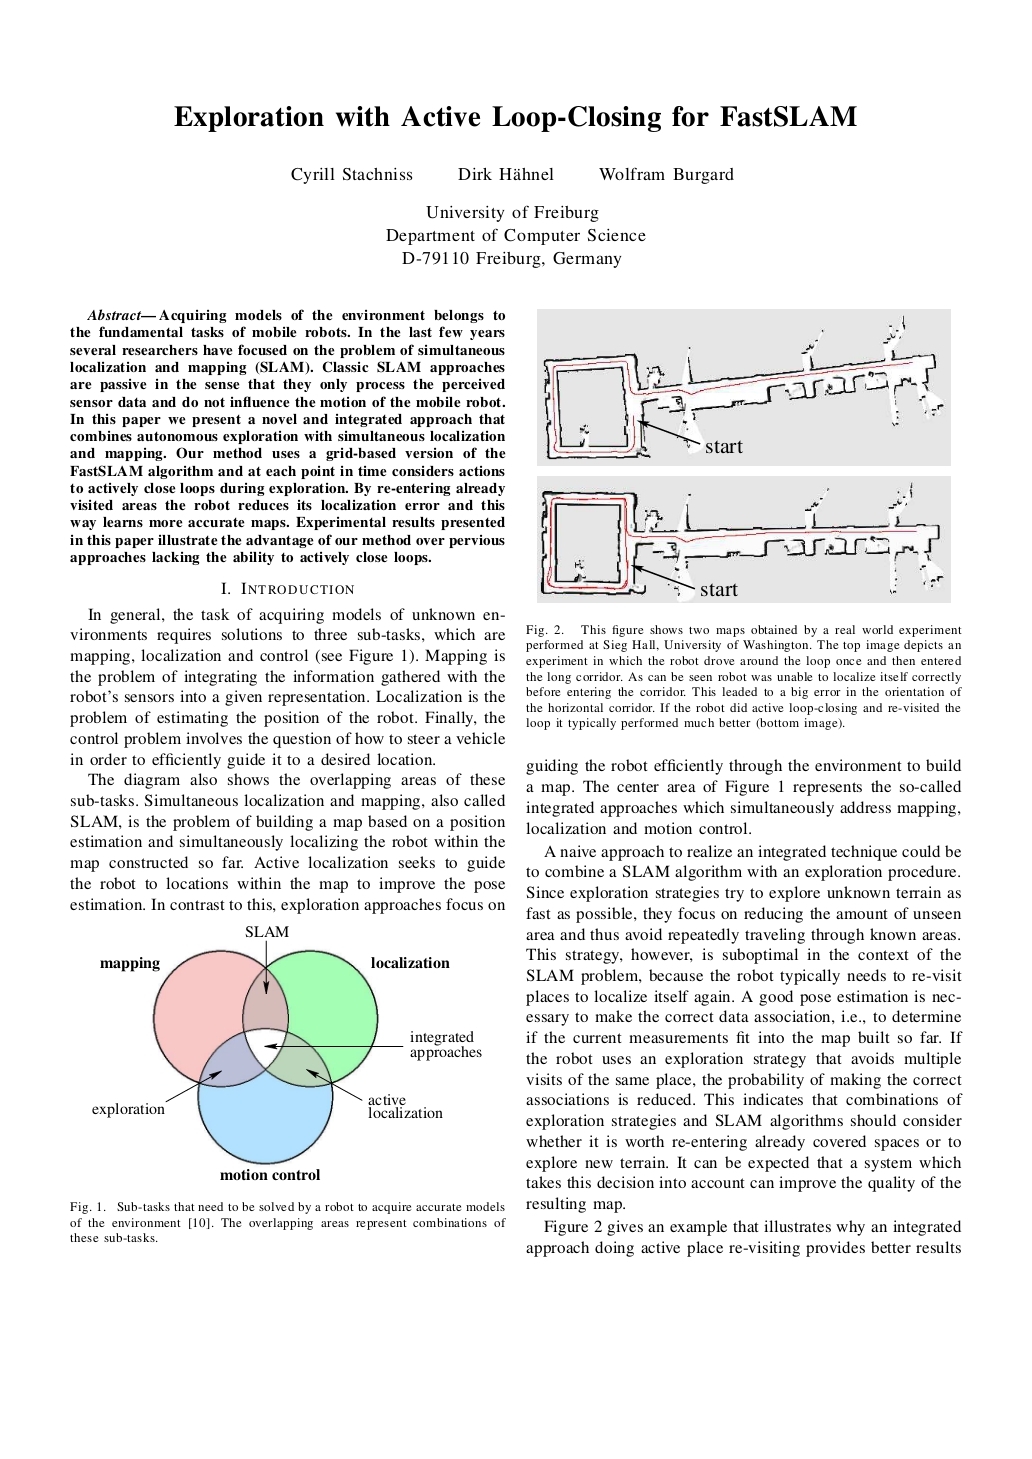 Exploration with Active Loop-Closing for FastSLAM
Cyrill Stachniss Dirk Hähnel Wolfram Burgard
University of Freiburg
Department of Computer Science
D-79110 Freiburg, Germany
Abstract— Acquiring models of the environment belongs to
the fundamental tasks of mobile robots. In the last few years
several researchers have focused on the problem of simultaneous
localization and mapping (SLAM). Classic SLAM approaches
are passive in the sense that they only process the perceived
sensor data and do not influence the motion of the mobile robot.
In this paper we present a novel and integrated approach that
combines autonomous exploration with simultaneous localization
and mapping. Our method uses a grid-based version of the
FastSLAM algorithm and at each point in time considers actions
to actively close loops during exploration. By re-entering already
visited areas the robot reduces its localization error and this
way learns more accurate maps. Experimental results presented
in this paper illustrate the advantage of our method over pervious
approaches lacking the ability to actively close loops.
I. INTRODUCTION
In general, the task of acquiring models of unknown en-
vironments requires solutions to three sub-tasks, which are
mapping, localization and control (see Figure 1). Mapping is
the problem of integrating the information gathered with the
robot's sensors into a given representation. Localization is the
problem of estimating the position of the robot. Finally, the
control problem involves the question of how to steer a vehicle
in order to efficiently guide it to a desired location.
The diagram also shows the overlapping areas of these
sub-tasks. Simultaneous localization and mapping, also called
SLAM, is the problem of building a map based on a position
estimation and simultaneously localizing the robot within the
map constructed so far. Active localization seeks to guide
the robot to locations within the map to improve the pose
estimation. In contrast to this, exploration approaches focus on
SLAM
mapping
localization
integrated
approaches
active
localization
exploration
motion control
Fig. 1. Sub-tasks that need to be solved by a robot to acquire accurate models
of the environment [10]. The overlapping areas represent combinations of
these sub-tasks.
start
start
Fig. 2. This figure shows two maps obtained by a real world experiment
performed at Sieg Hall, University of Washington. The top image depicts an
experiment in which the robot drove around the loop once and then entered
the long corridor. As can be seen robot was unable to localize itself correctly
before entering the corridor. This leaded to a big error in the orientation of
the horizontal corridor. If the robot did active loop-closing and re-visited the
loop it typically performed much better (bottom image).
guiding the robot efficiently through the environment to build
a map. The center area of Figure 1 represents the so-called
integrated approaches which simultaneously address mapping,
localization and motion control.
A naive approach to realize an integrated technique could be
to combine a SLAM algorithm with an exploration procedure.
Since exploration strategies try to explore unknown terrain as
fast as possible, they focus on reducing the amount of unseen
area and thus avoid repeatedly traveling through known areas.
This strategy, however, is suboptimal in the context of the
SLAM problem, because the robot typically needs to re-visit
places to localize itself again. A good pose estimation is nec-
essary to make the correct data association, i.e., to determine
if the current measurements fit into the map built so far. If
the robot uses an exploration strategy that avoids multiple
visits of the same place, the probability of making the correct
associations is reduced. This indicates that combinations of
exploration strategies and SLAM algorithms should consider
whether it is worth re-entering already covered spaces or to
explore new terrain. It can be expected that a system which
takes this decision into account can improve the quality of the
resulting map.
Figure 2 gives an example that illustrates why an integrated
approach doing active place re-visiting provides better results